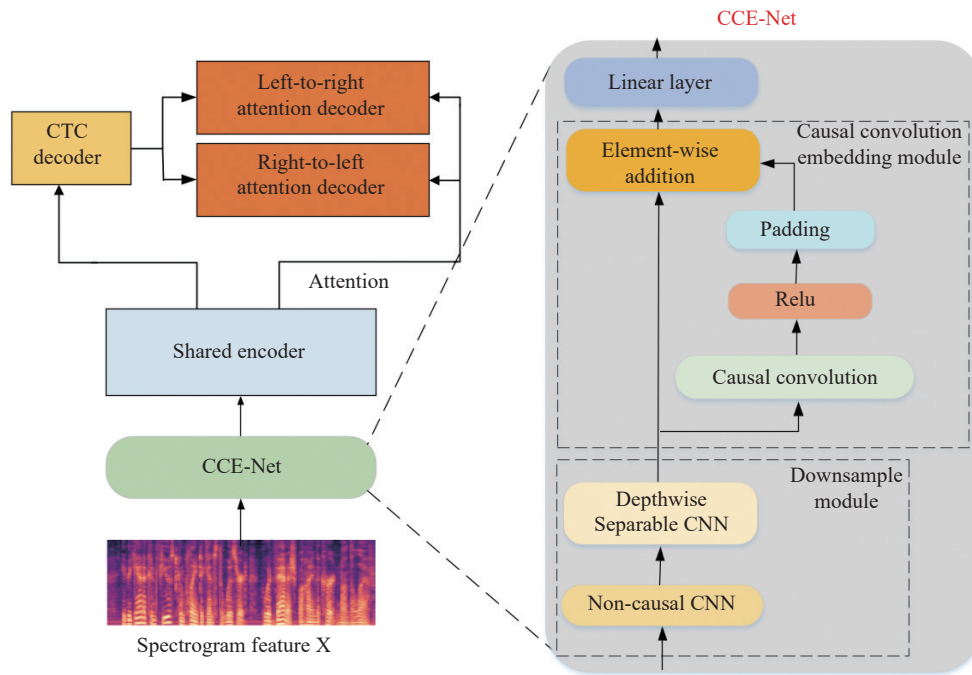 CCE-Net
Left-to-right
attention decoder
CTC
decoder
Right-to-left
attention decoder
Attention
Shared encoder
CCE-Net
Spectrogram feature X
Linear layer
Causal convolution
embedding module
Element-wise
addition
Padding
Relu
Causal convolution
Downsample
module
Depthwise
Separable CNN
Non-causal CNN